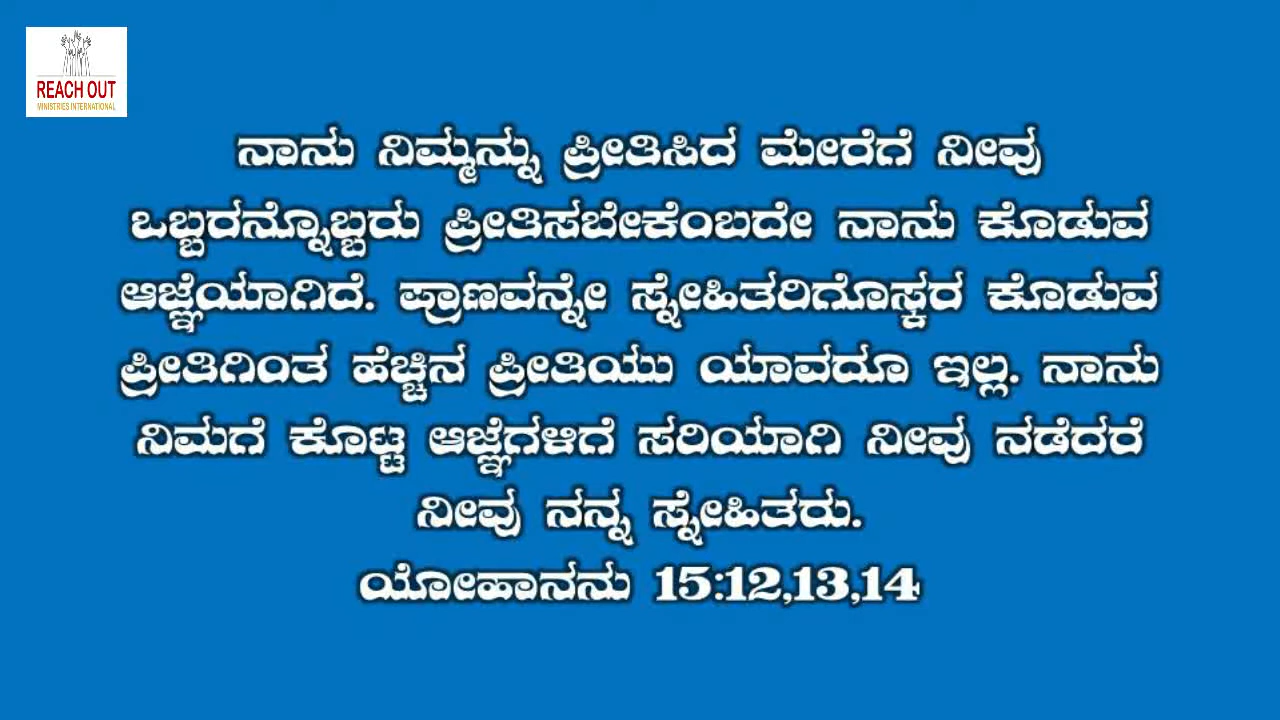 REACH OUT
MINISTRIES INTERNATIONAL
ನಾನು ನಿಮ್ಮನ್ನು ಪ್ರೀತಿಸಿದ ಮೇರೆಗೆ ನೀವು
ಒಬ್ಬರನ್ನೊಬ್ಬರು ಪ್ರೀತಿಸಬೇಕೆಂಬದೇ ನಾನು ಕೊಡುವ
ಆಜ್ಞೆಯಾಗಿದೆ. ಪ್ರಾಣವನ್ನೇ ಸ್ನೇಹಿತರಿಗೊಸ್ಕರ ಕೊಡುವ
ಪ್ರೀತಿಗಿಂತ ಹೆಚ್ಚಿನ ಪ್ರೀತಿಯು ಯಾವದೂ ಇಲ್ಲ. ನಾನು
ನಿಮಗೆ ಕೊಟ್ಟ ಆಜ್ಞೆಗಳಿಗೆ ಸರಿಯಾಗಿ ನೀವು ನಡೆದರೆ
ನೀವು ನನ್ನ ಸ್ನೇಹಿತರು.
ಯೋಹಾನನು 15:12,13,14